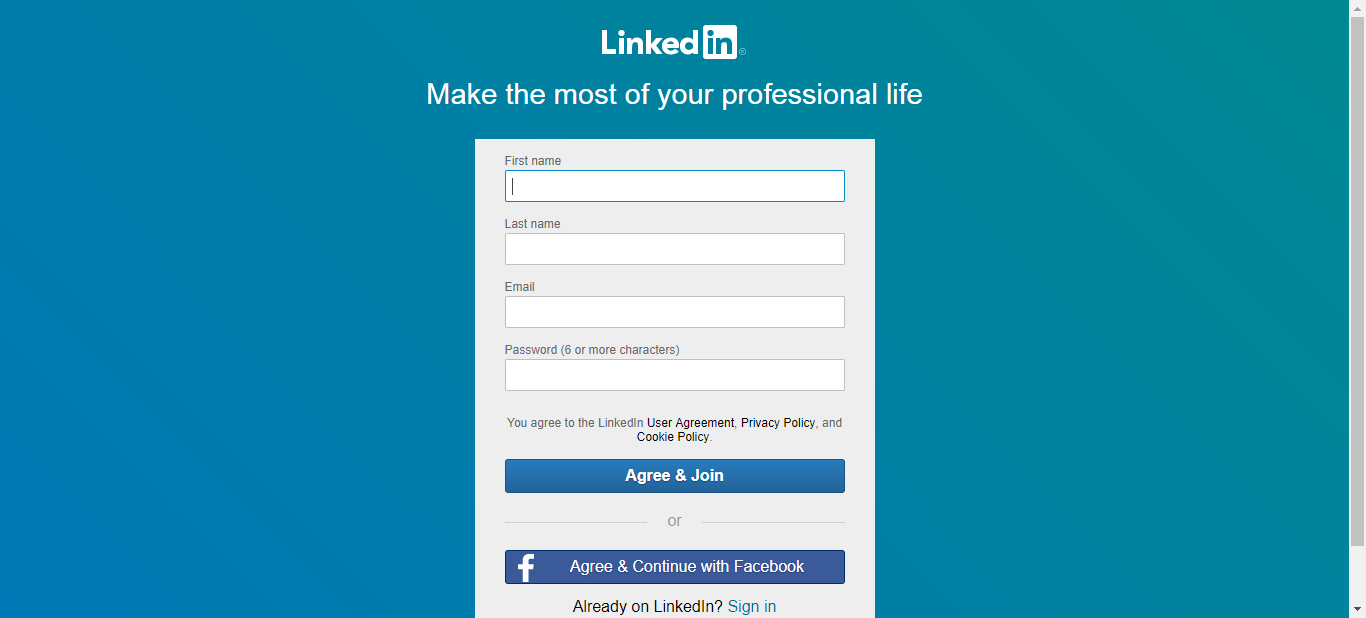 Linked in ®
Make the most of your professional life
First name
Last name
Email
Password (6 or more characters)
You agree to the LinkedIn User Agreement, Privacy Policy, and
Cookie Policy.
Agree & Join
or
f Agree & Continue with Facebook
Already on LinkedIn? Sign in